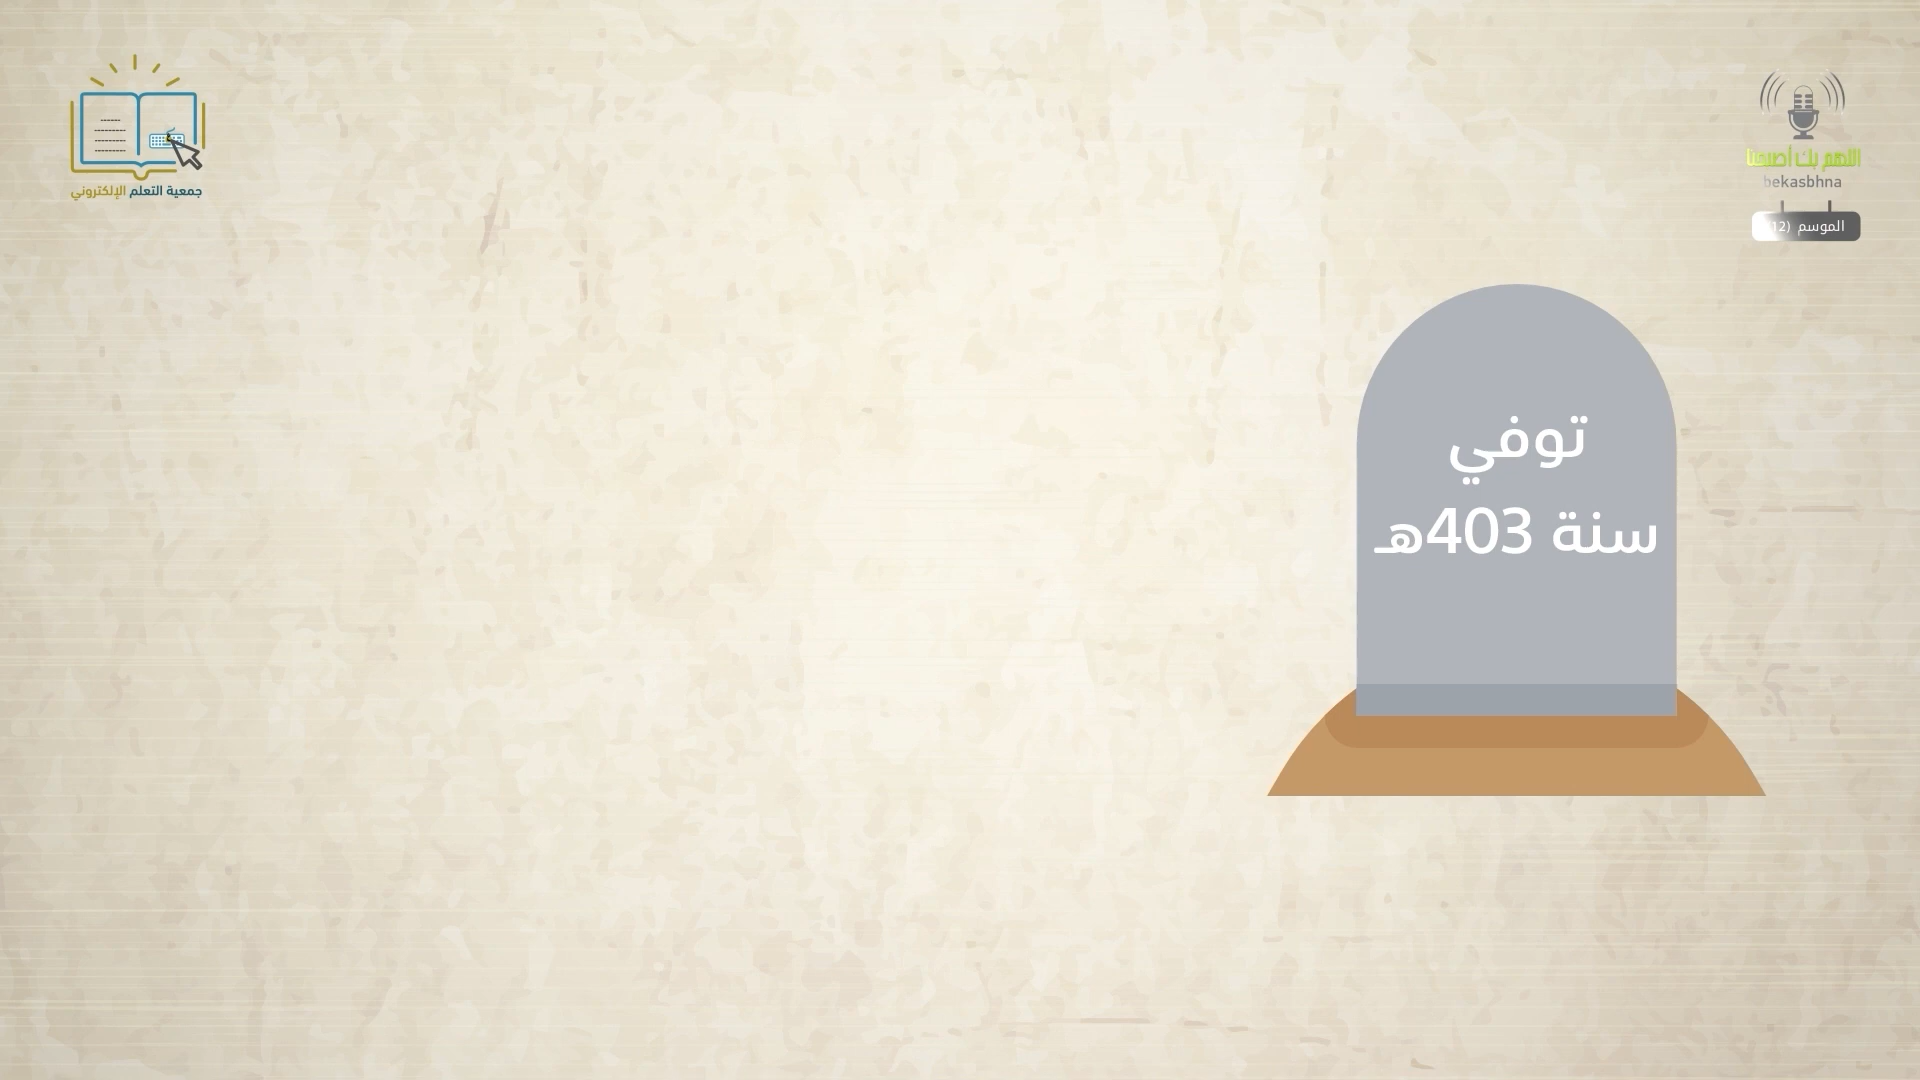 جمعية التعلم الإلكتروني
اللهم بك أصبحنا
bekasbhna
الموسم (12
توفي
سنة 403هـ